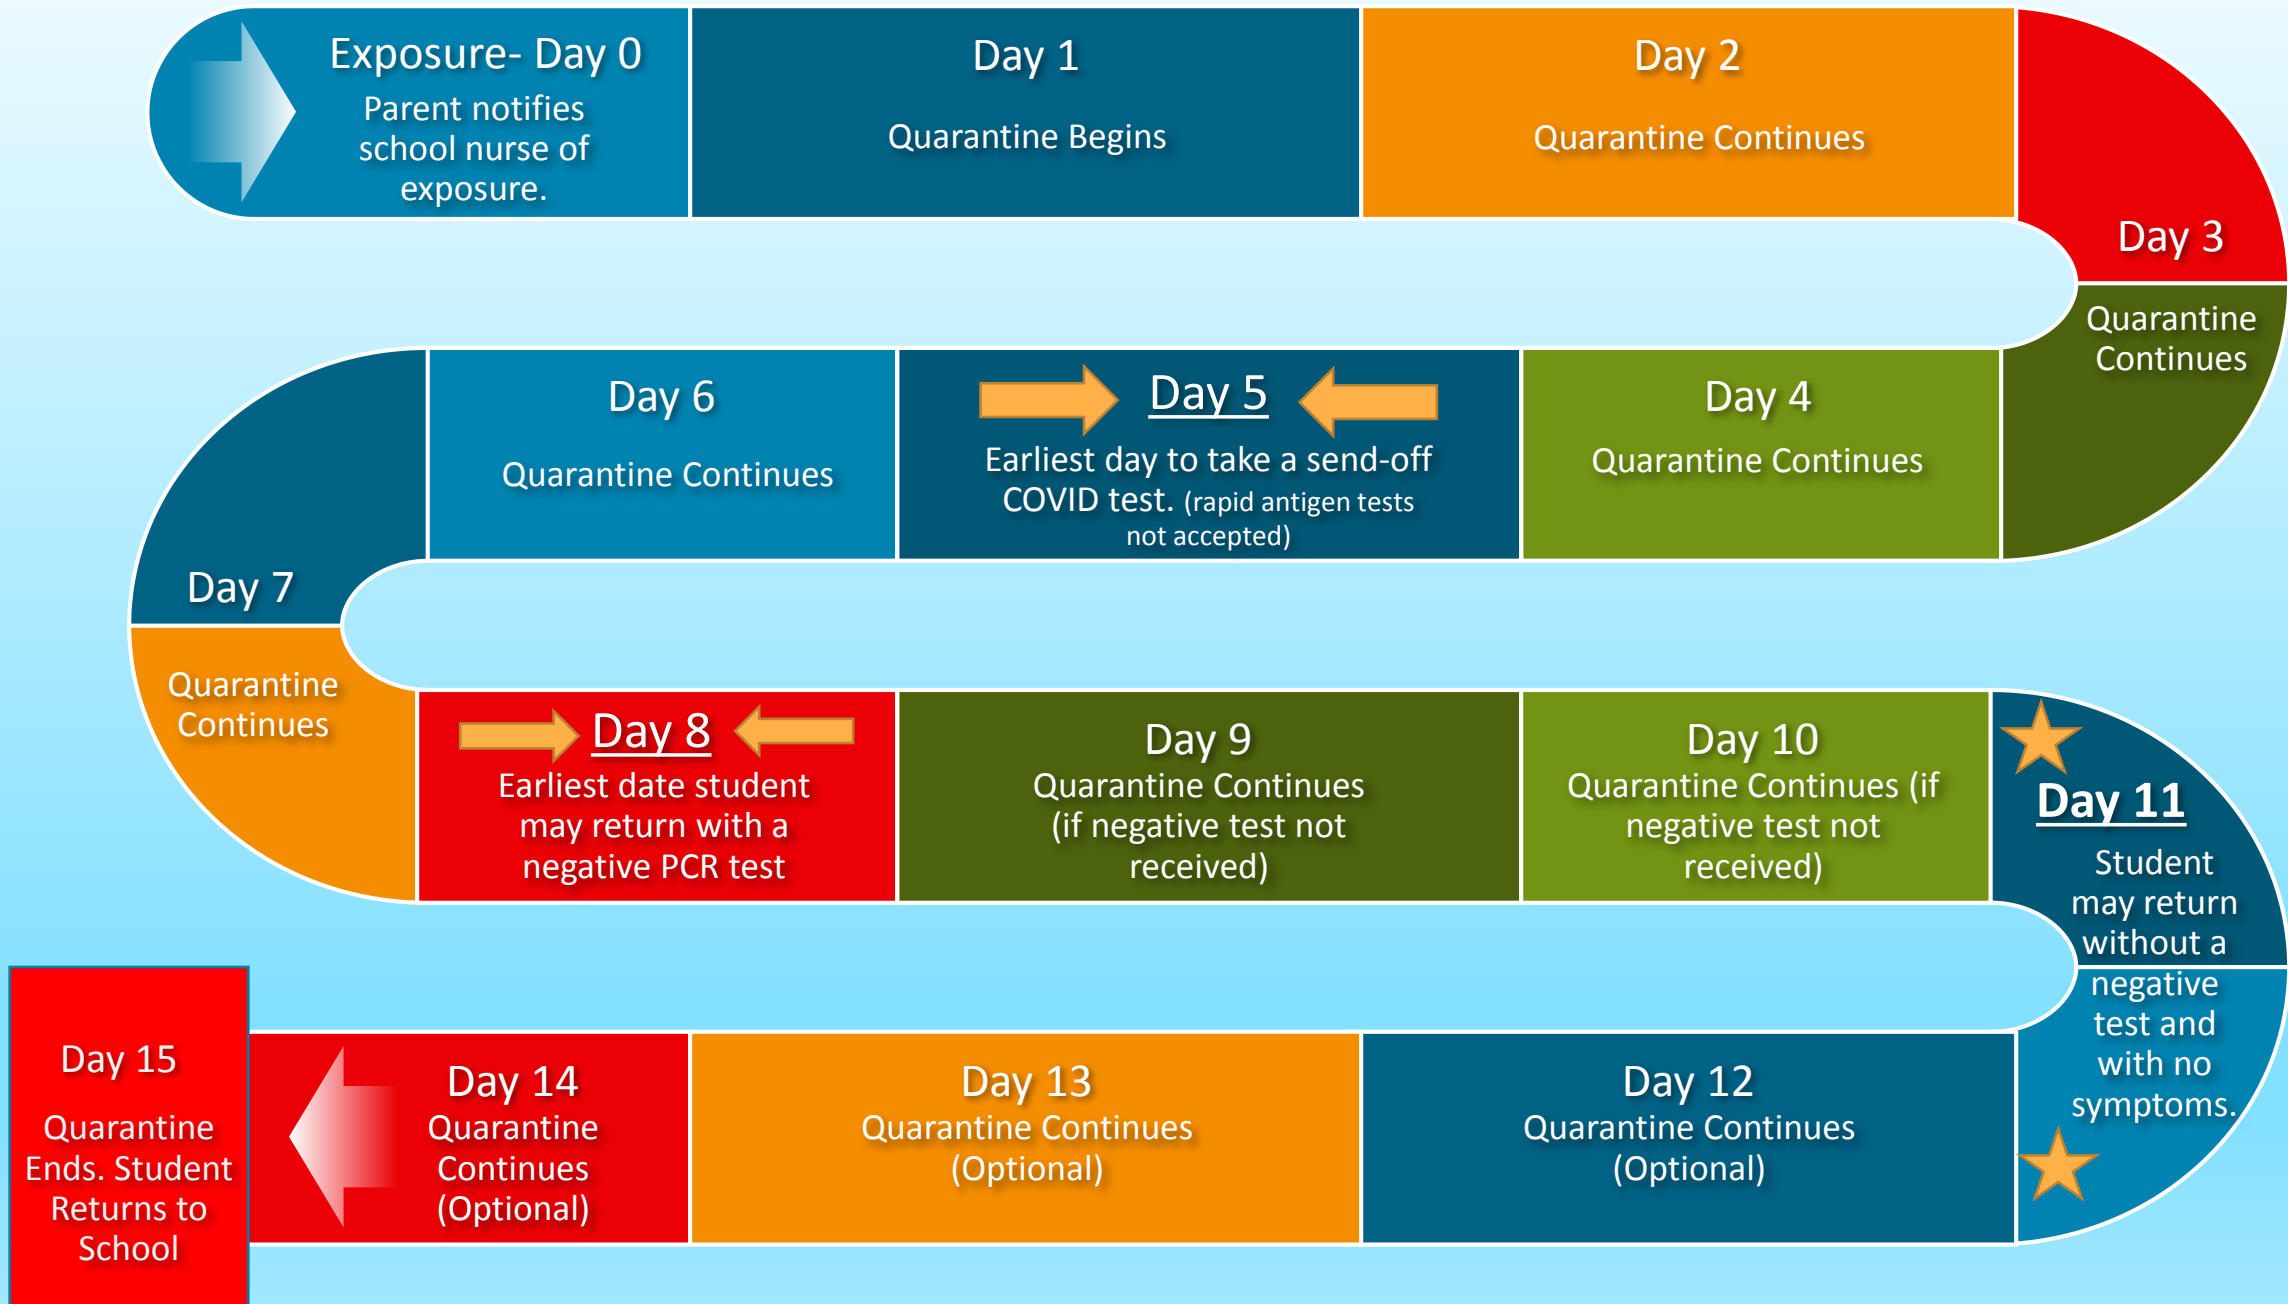 Exposure- Day 0
Parent notifies
school nurse of
exposure.
Day 1
Quarantine Begins
Day 2
Quarantine Continues
Day 3
Quarantine
Continues
Day 4
Quarantine Continues
Day 5
Earliest day to take a send-off
COVID test. (rapid antigen tests
not accepted)
Day 6
Quarantine Continues
Day 7
Quarantine
Continues
Day 8
Earliest date student
may return with a
negative PCR test
Day 9
Quarantine Continues
(if negative test not
received)
Day 10
Quarantine Continues (if
negative test not
received)
Day 11
Student
may return
without a
negative
test and
with no
symptoms.
Day 12
Quarantine Continues
(Optional)
Day 13
Quarantine Continues
(Optional)
Day 14
Quarantine
Continues
(Optional)
Day 15
Quarantine
Ends. Student
Returns to
School